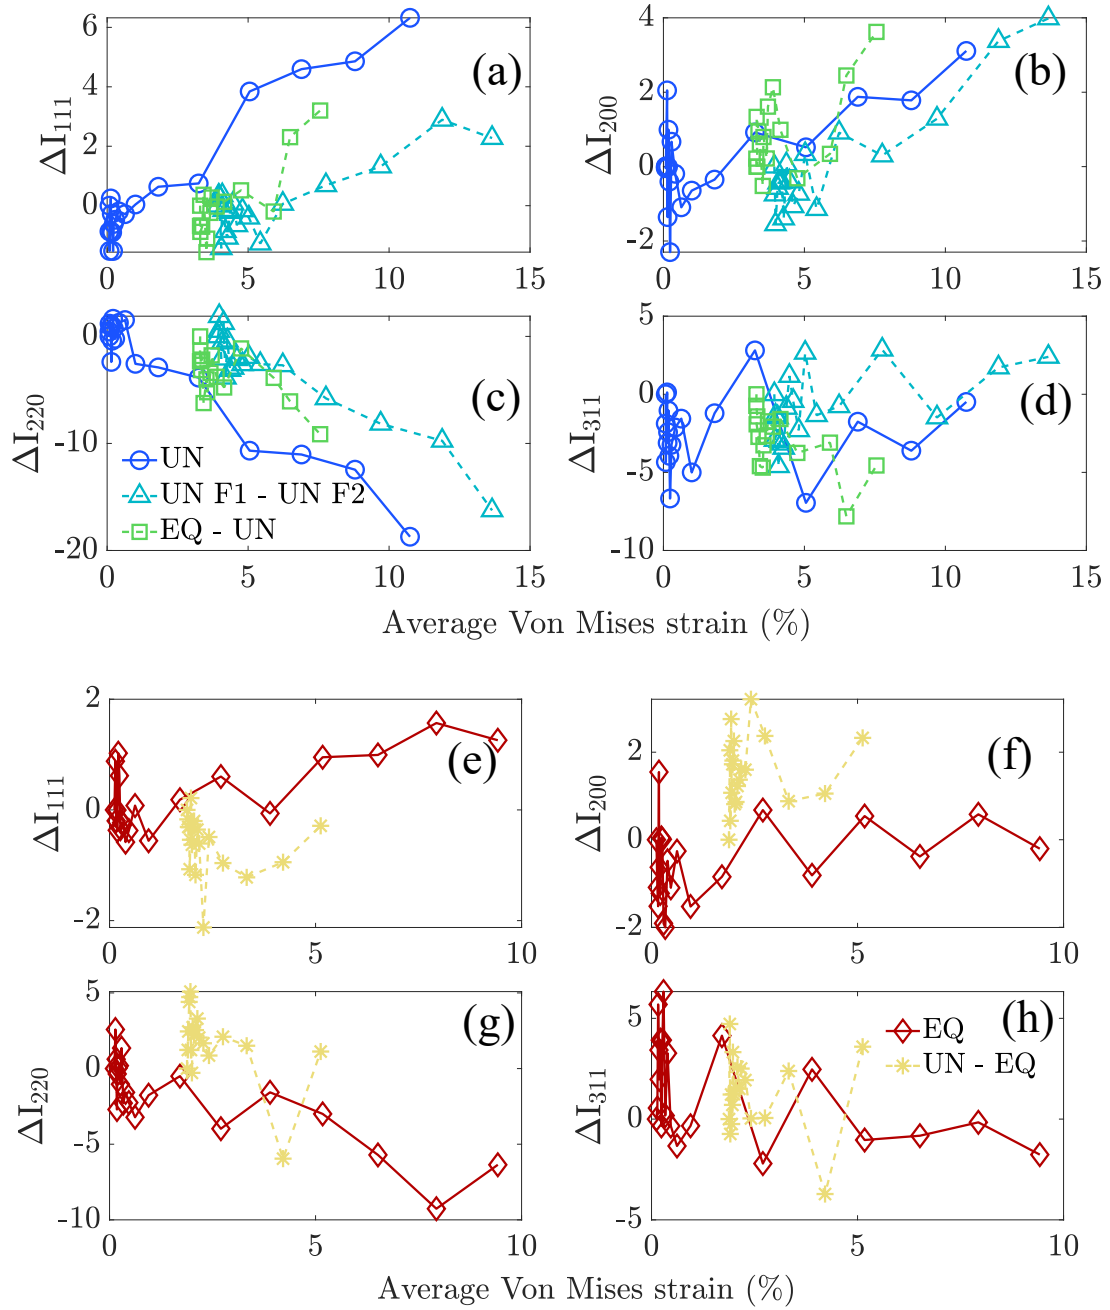 6
4
2
0
ΔI111
(a)
0
5
10
15
4
2
0
-2
ΔI200
(b)
0
5
10
15
0
-10
-20
ΔI220
(c)
UN
UN F1 - UN F2
EQ - UN
0
5
10
15
5
0
-5
-10
ΔI311
(d)
0
5
10
15
Average Von Mises strain (%)
2
0
-2
ΔI111
(e)
0
5
10
2
0
-2
ΔI200
(f)
0
5
10
5
0
-5
-10
ΔI220
(g)
0
5
10
5
0
-5
ΔI311
(h)
EQ
UN - EQ
0
5
10
Average Von Mises strain (%)